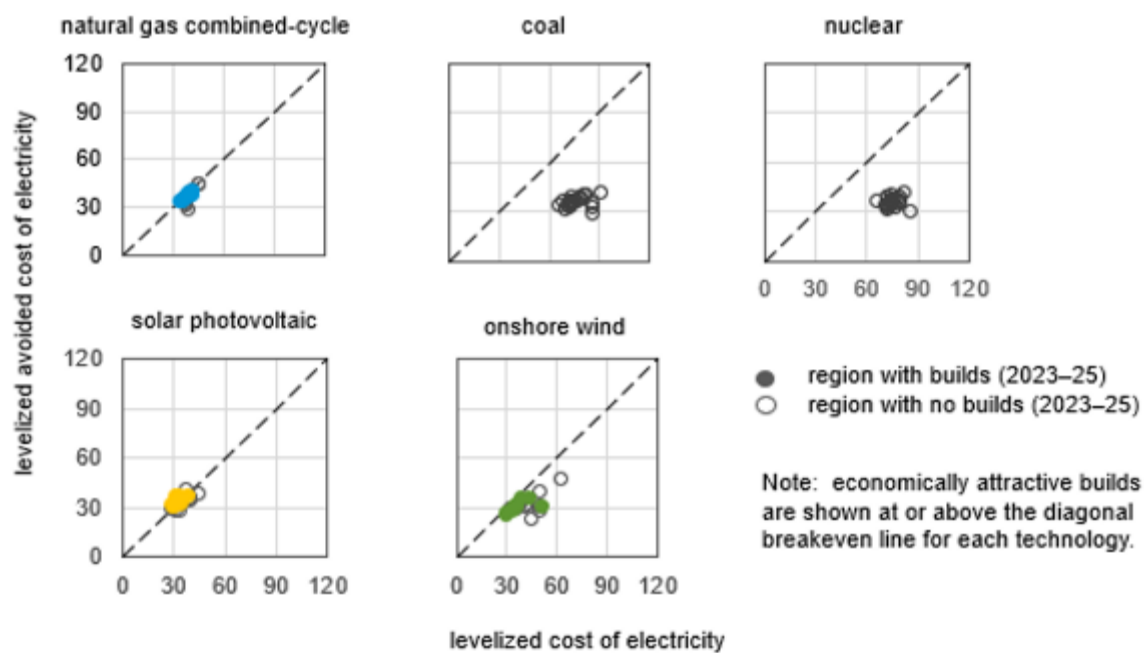 natural gas combined-cycle
coal
nuclear
levelized avoided cost of electricity
120
90
60
30
0
0 30 60 90 120
solar photovoltaic
onshore wind
120
90
60
30
0
0 30 60 90 120
0 30 60 90 120
region with builds (2023–25)
region with no builds (2023–25)
Note: economically attractive builds
are shown at or above the diagonal
breakeven line for each technology.
levelized cost of electricity